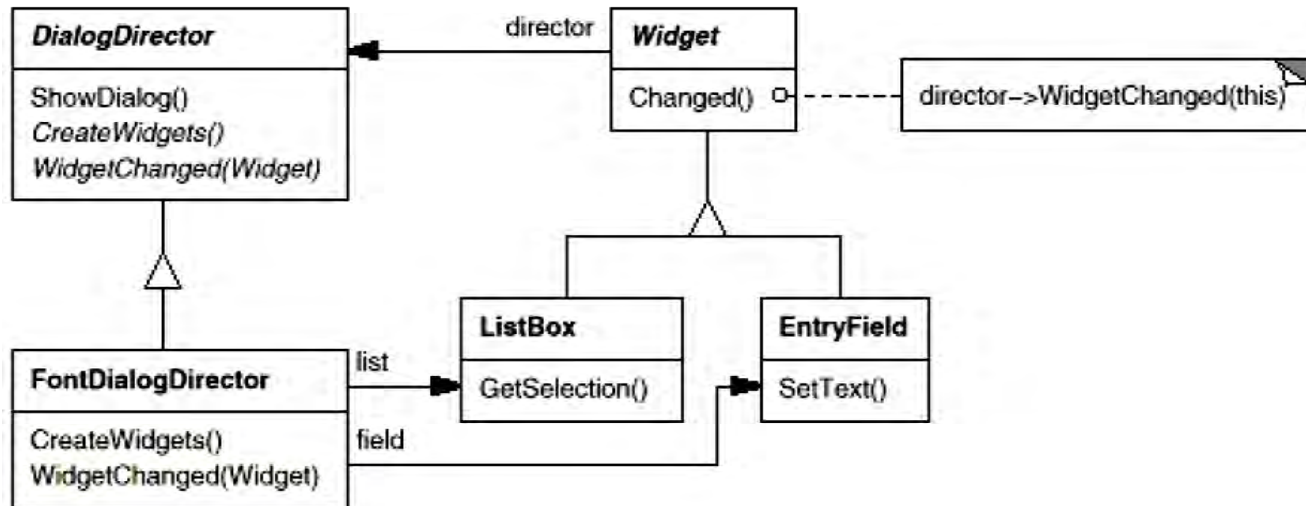 DialogDirector
ShowDialog()
CreateWidgets()
WidgetChanged(Widget)
director
Widget
Changed()
director->WidgetChanged(this)
FontDialogDirector
CreateWidgets()
WidgetChanged(Widget)
list
field
ListBox
GetSelection()
EntryField
SetText()